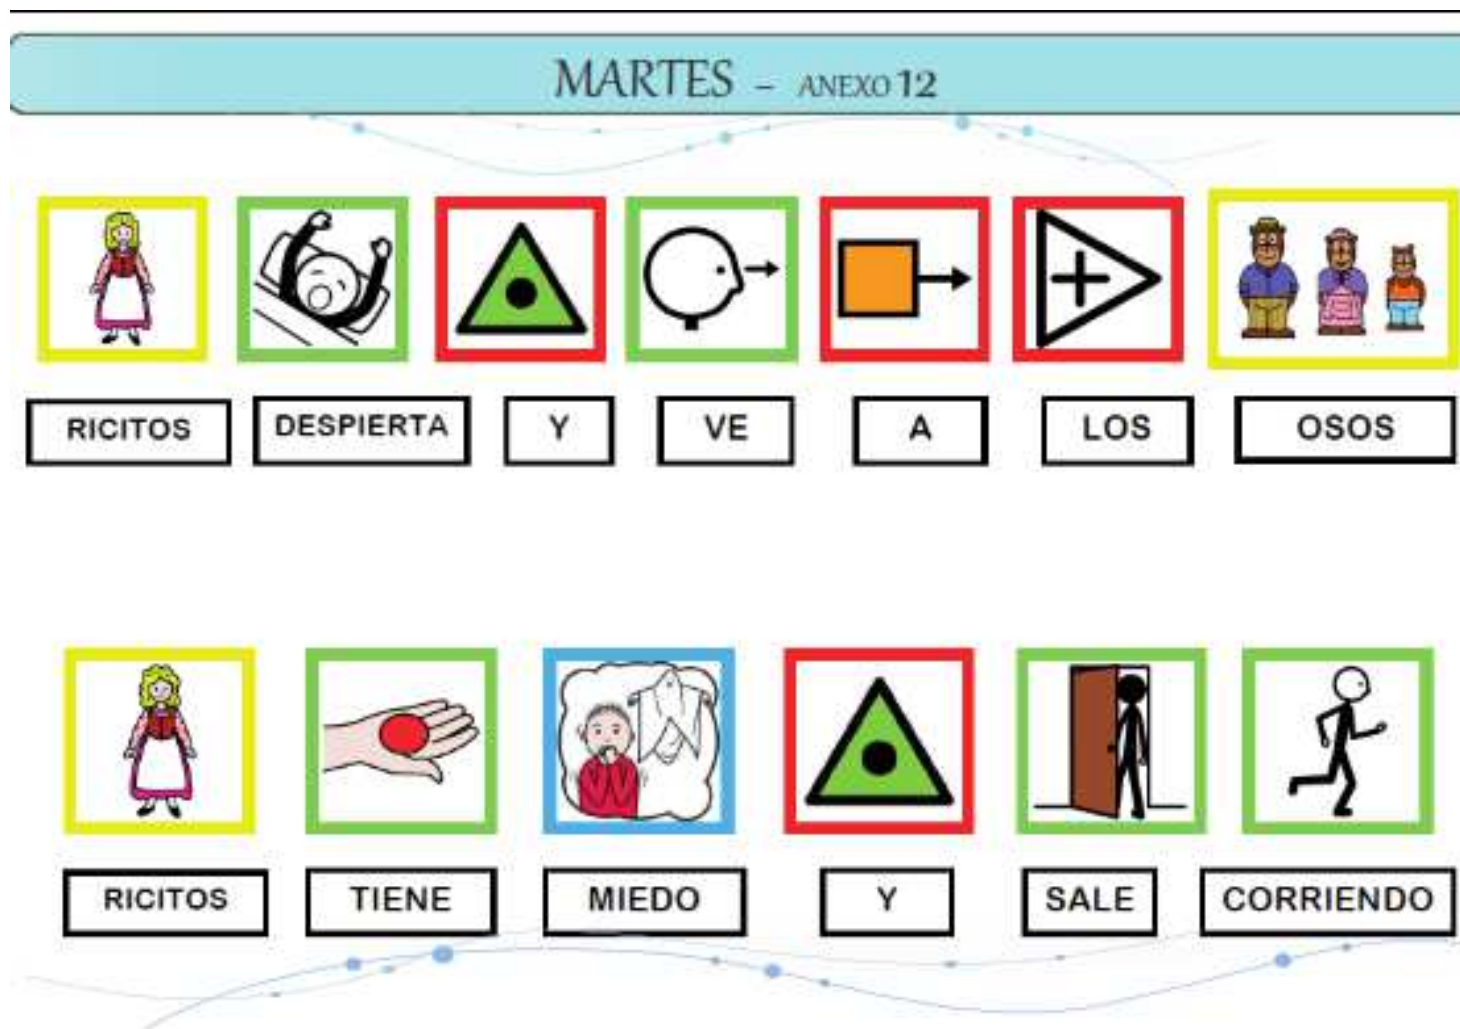 MARTES – ANEXO 12
RICITOS DESPIERTA Y VE A LOS OSOS
RICITOS TIENE MIEDO Y SALE CORRIENDO